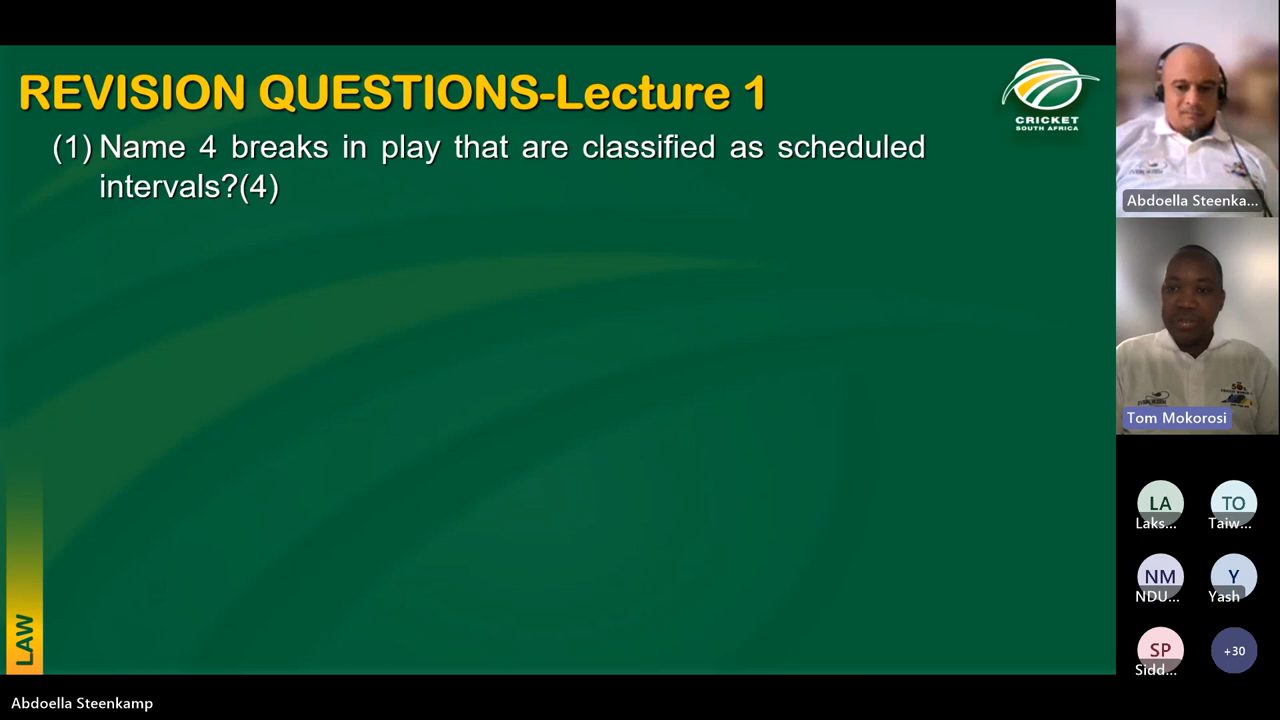 REVISION QUESTIONS-Lecture 1
(1) Name 4 breaks in play that are classified as scheduled
intervals?(4)
CRICKET
SOUTH AFRICA
LAW
Abdoella Steenkamp
Abdoella Steenka...
Tom Mokorosi
LA
Laks...
TO
Taiw...
NM
NDU...
Y
Yash
SP
Sidd...
+30